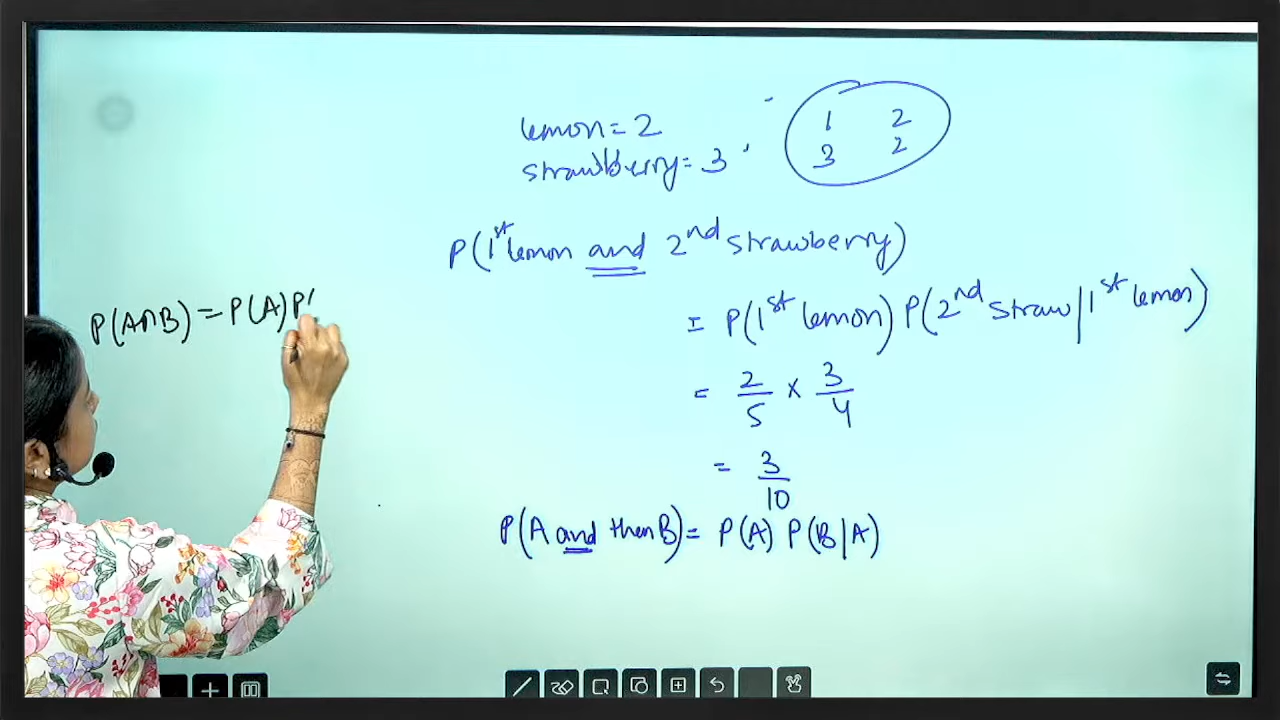 lemon = 2
strawberry = 3
1 2
3 2
P(1st lemon and 2nd strawberry)
P(A∩B) = P(A)P(
= P(1st lemon) P(2nd straw | 1st lemon)
= 2/5 × 3/4
= 3/10
P(A and then B) = P(A) P(B|A)